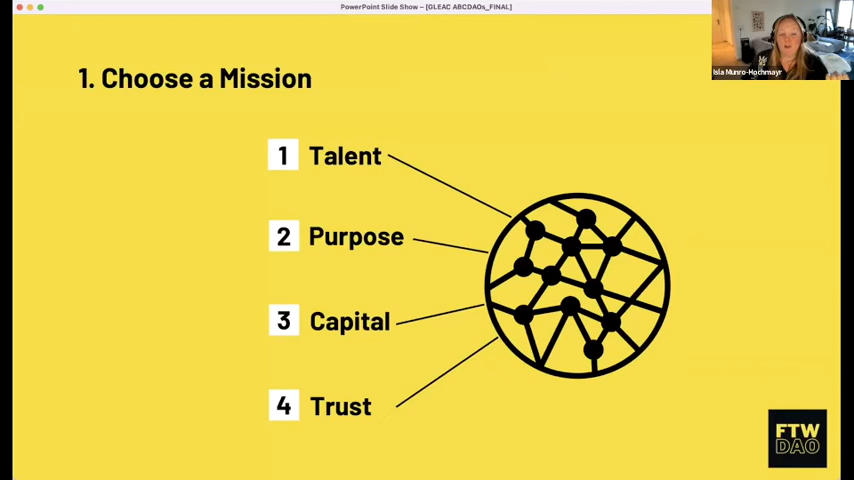 PowerPoint Slide Show – [GLEAC ABCDAOs_FINAL]
Isla Munro-Hochmayr
1. Choose a Mission
1 Talent
2 Purpose
3 Capital
4 Trust
FTW
DAO